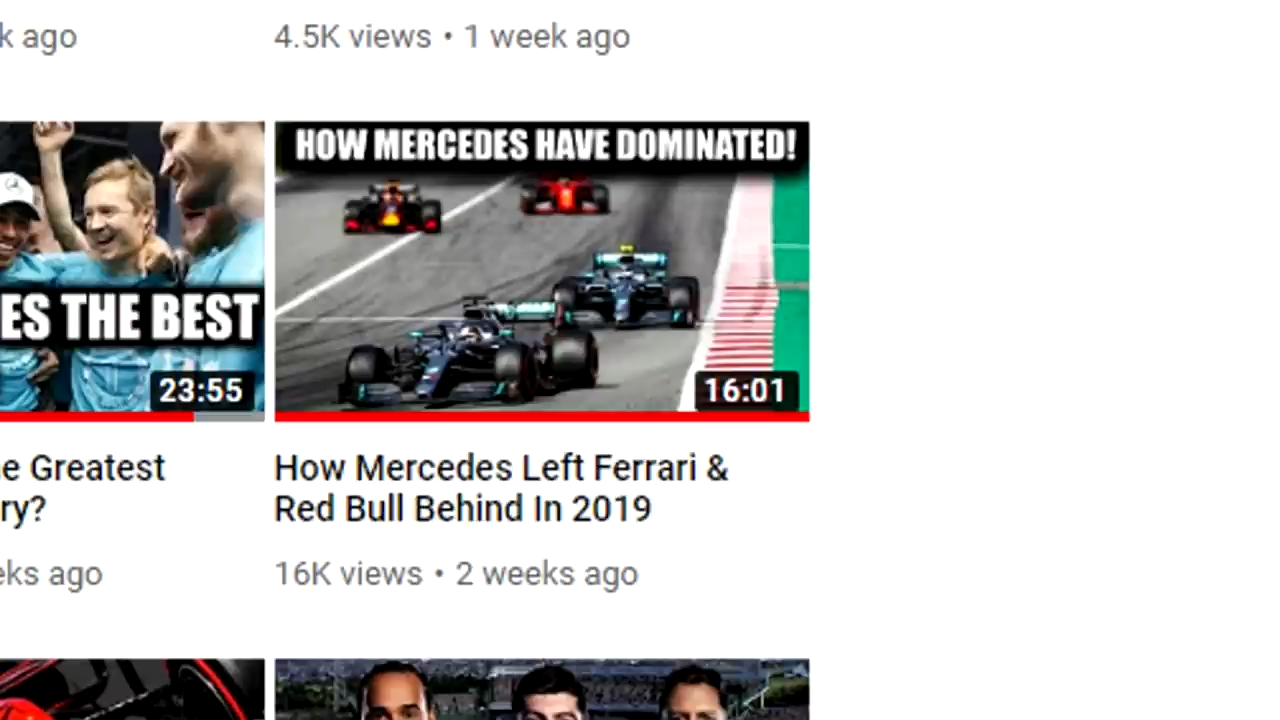 k ago
4.5K views • 1 week ago
ES THE BEST
23:55
HOW MERCEDES HAVE DOMINATED!
16:01
e Greatest
ry?
eks ago
How Mercedes Left Ferrari &
Red Bull Behind In 2019
16K views • 2 weeks ago